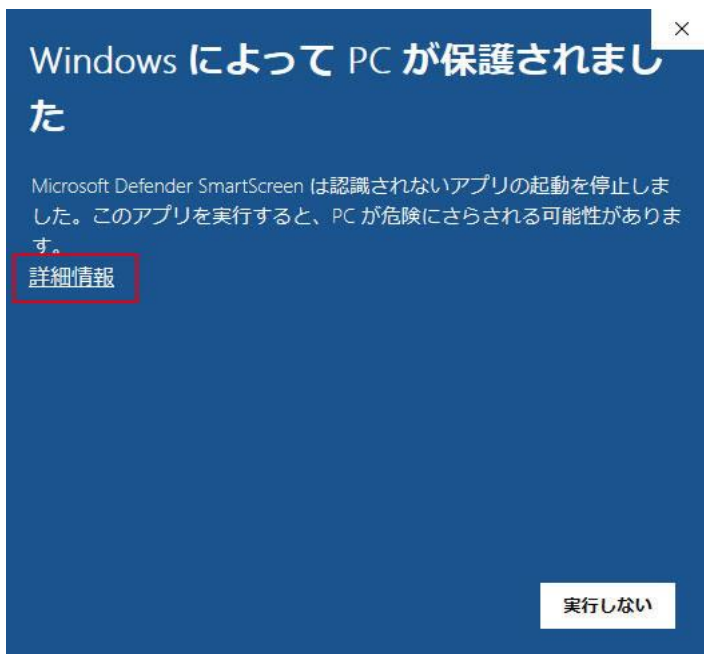 Windows によって PC が保護されまし
た
Microsoft Defender SmartScreen は認識されないアプリの起動を停止しま
した。このアプリを実行すると、PC が危険にさらされる可能性がありま
す。
詳細情報
実行しない